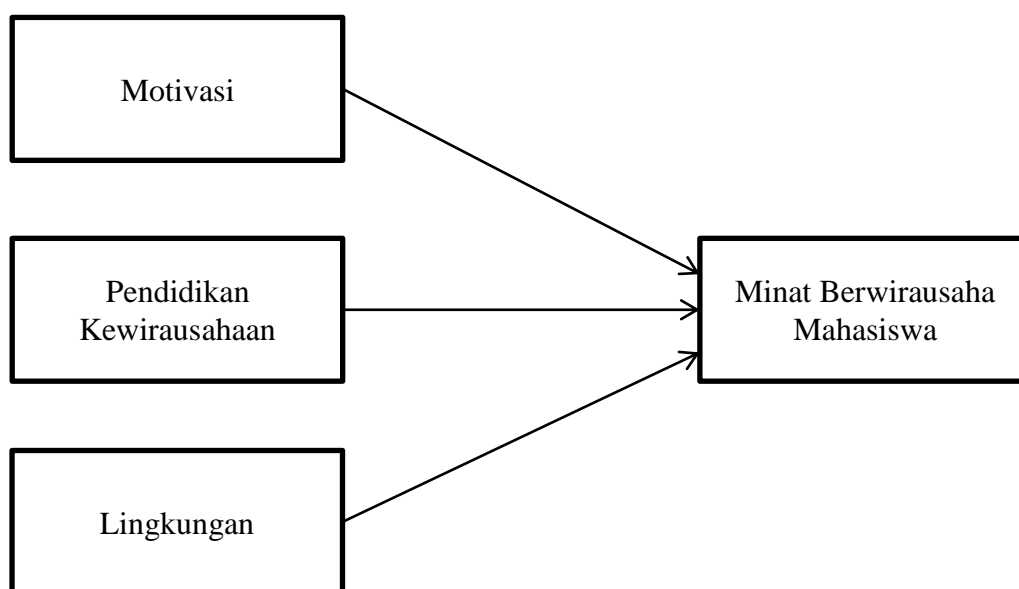 Motivasi
Pendidikan
Kewirausahaan
Minat Berwirausaha
Mahasiswa
Lingkungan